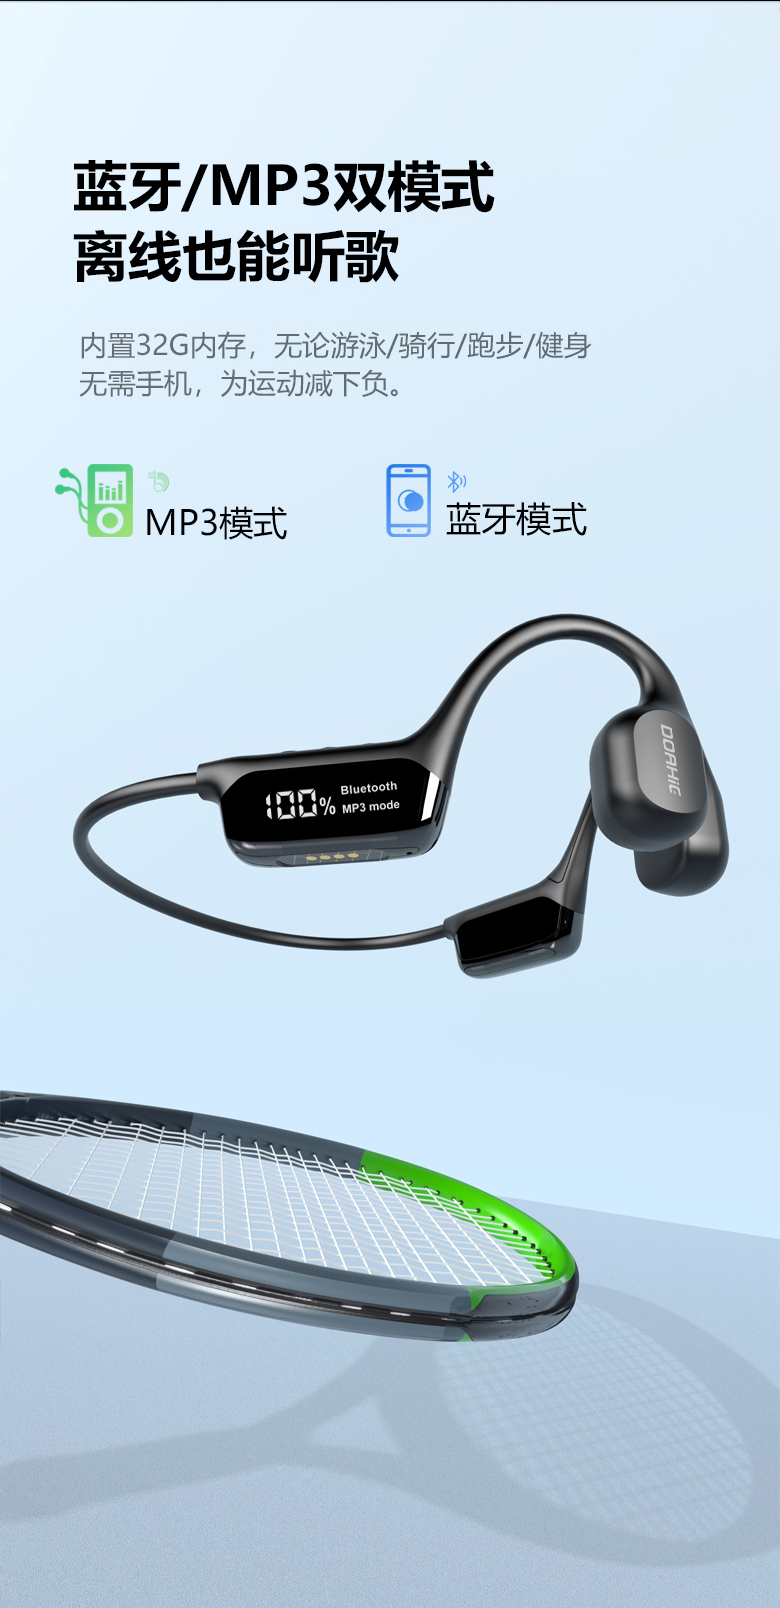 蓝牙/MP3双模式
离线也能听歌
内置32G内存，无论游泳/骑行/跑步/健身
无需手机，为运动减下负。
MP3模式
蓝牙模式
DOAHiG
100% Bluetooth
MP3 mode